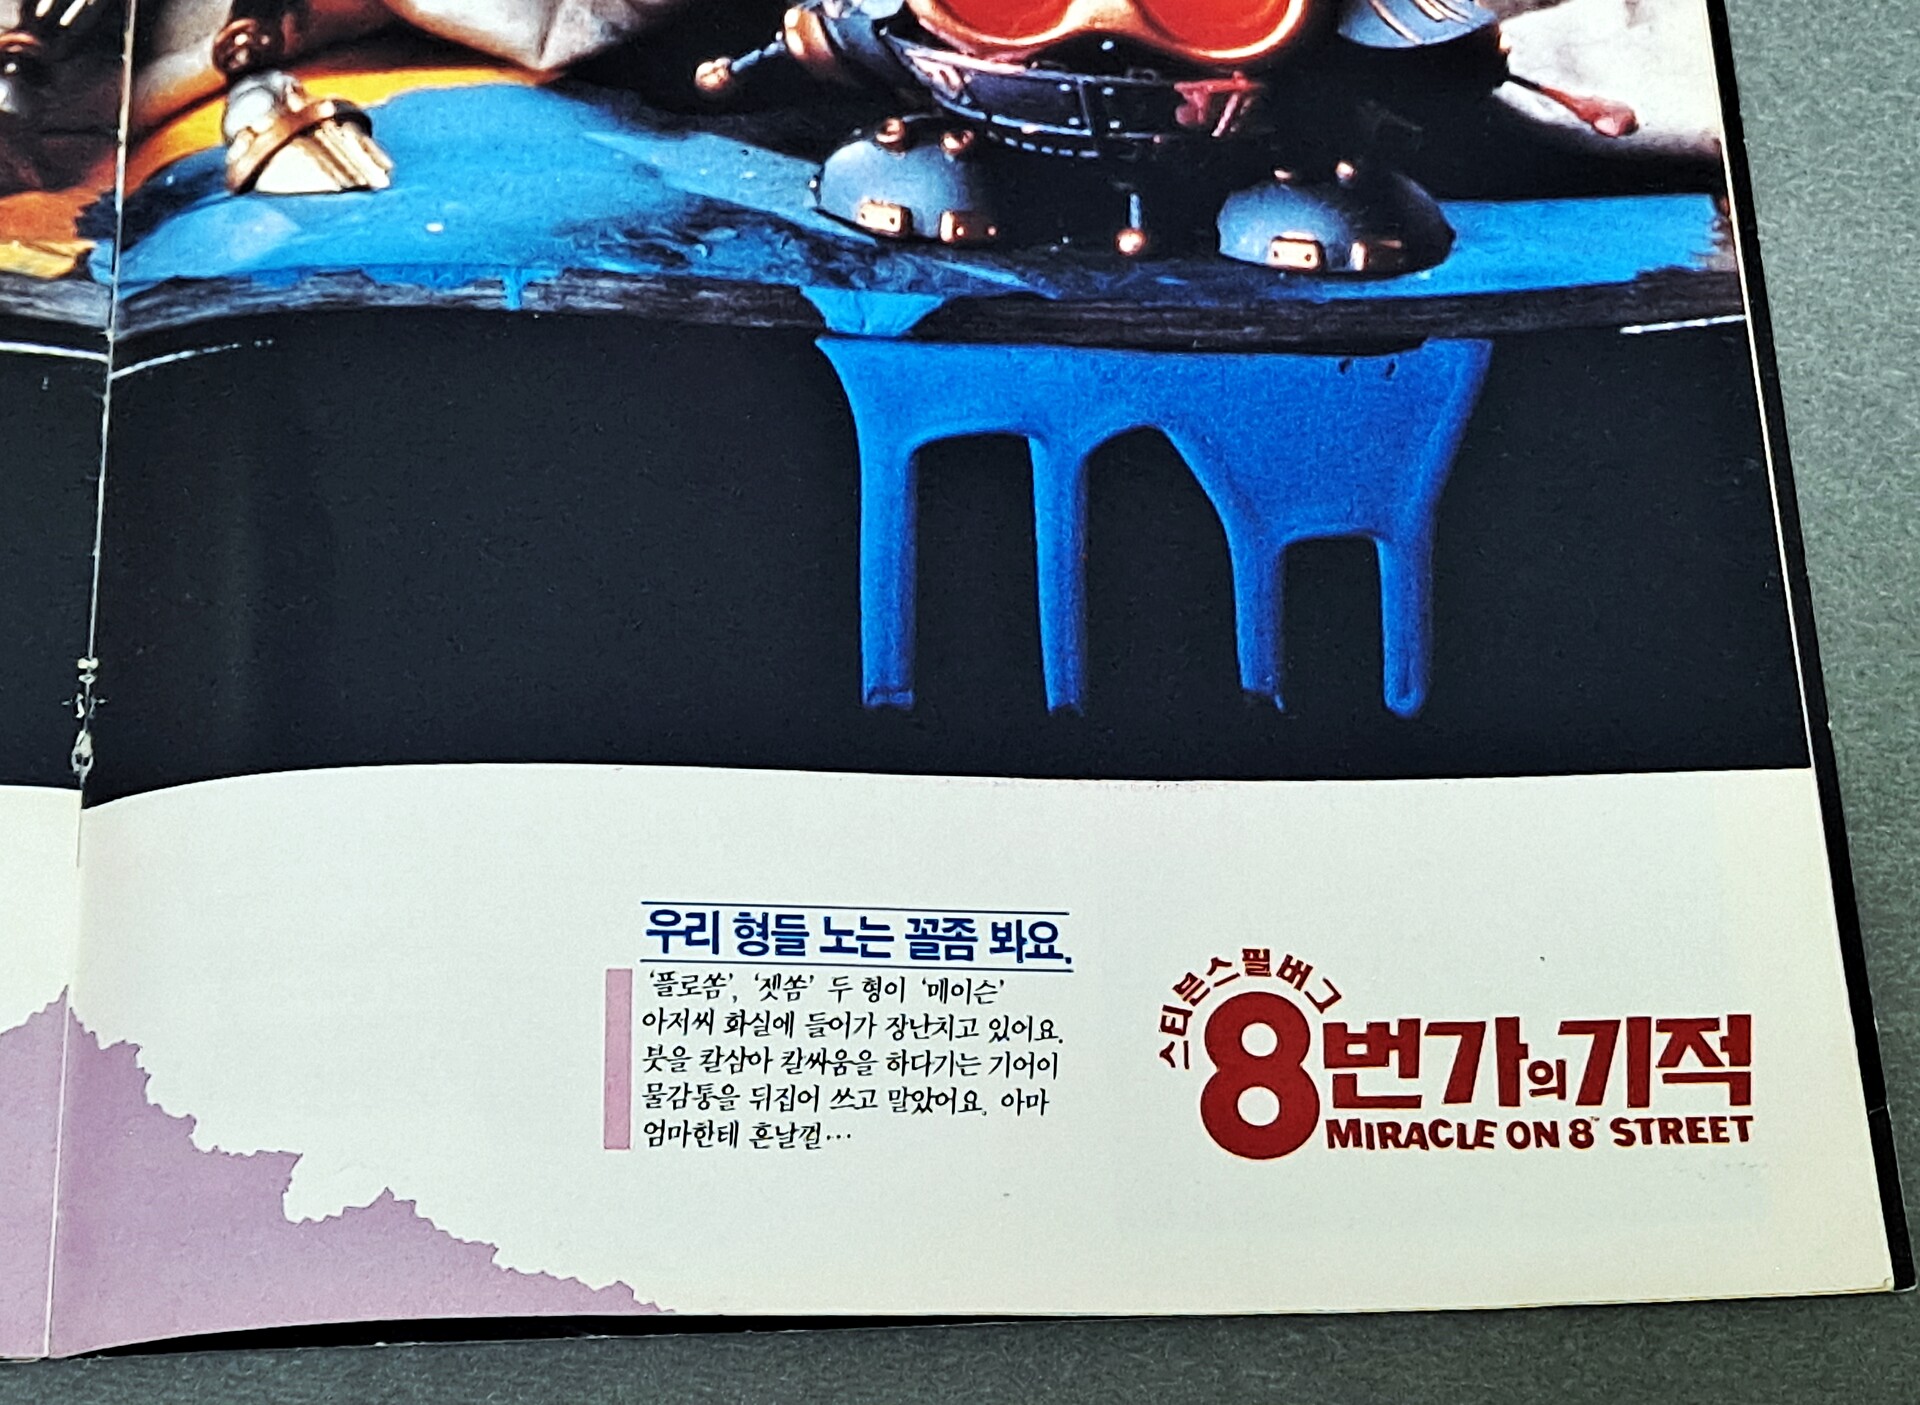 우리 형들 노는 꼴좀 봐요.
'플로쏨', '젯쏨' 두 형이 '메이슨'
아저씨 화실에 들어가 장난치고 있어요.
붓을 칼삼아 칼싸움을 하다기는 기어이
물감통을 뒤집어 쓰고 말았어요. 아마
엄마한테 혼날껄…
스티븐스필버그
8번가의기적
MIRACLE ON 8™ STREET